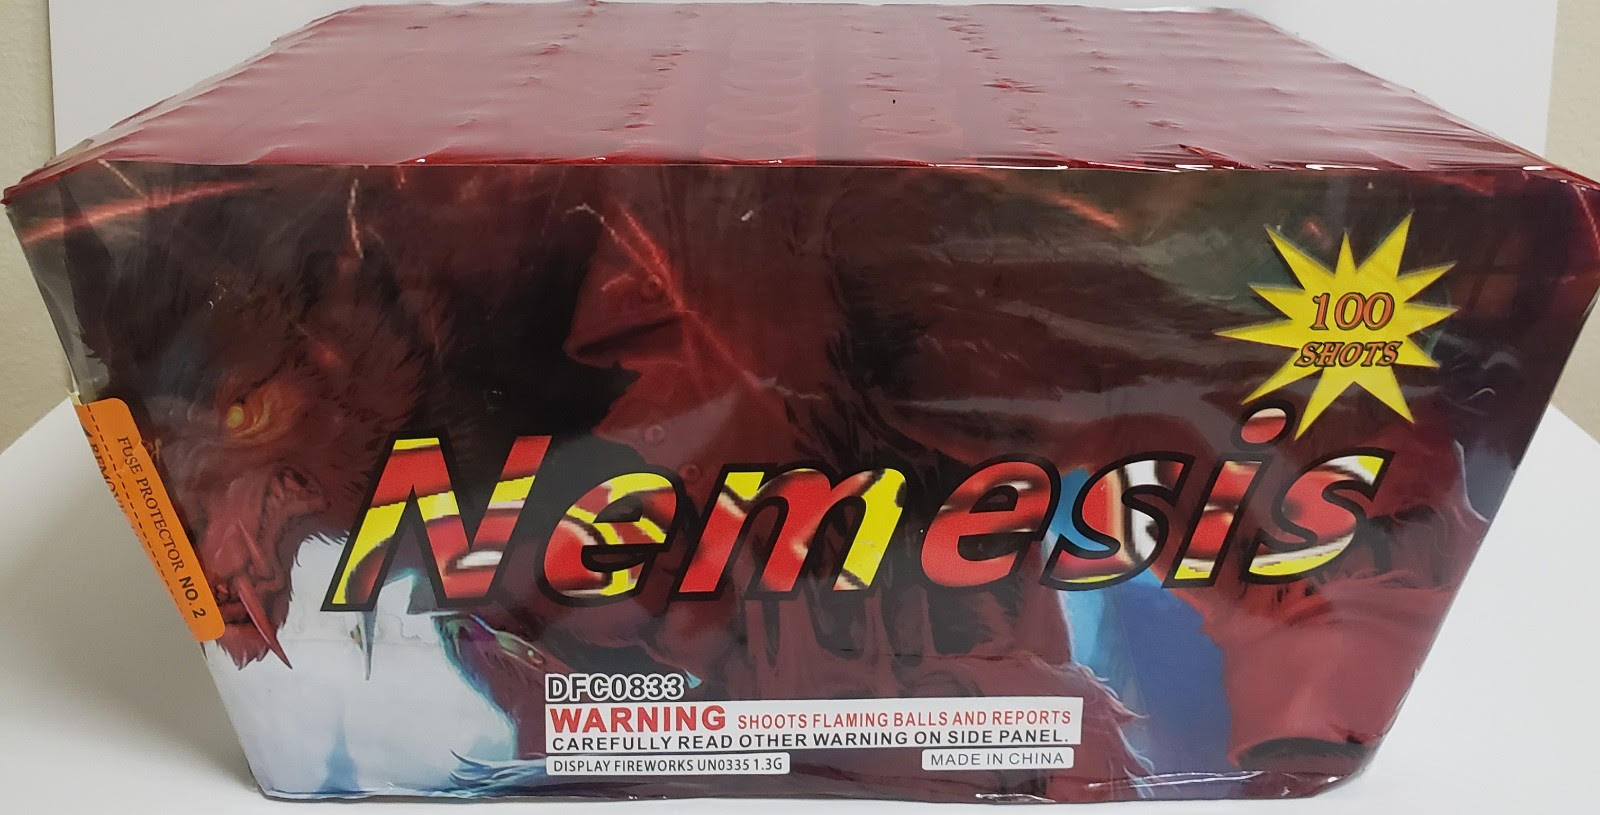 100
SHOTS
Nemesis
FUSE PROTECTOR NO. 2
DFC0833
WARNING SHOOTS FLAMING BALLS AND REPORTS
CAREFULLY READ OTHER WARNING ON SIDE PANEL.
DISPLAY FIREWORKS UN0335 1.3G
MADE IN CHINA